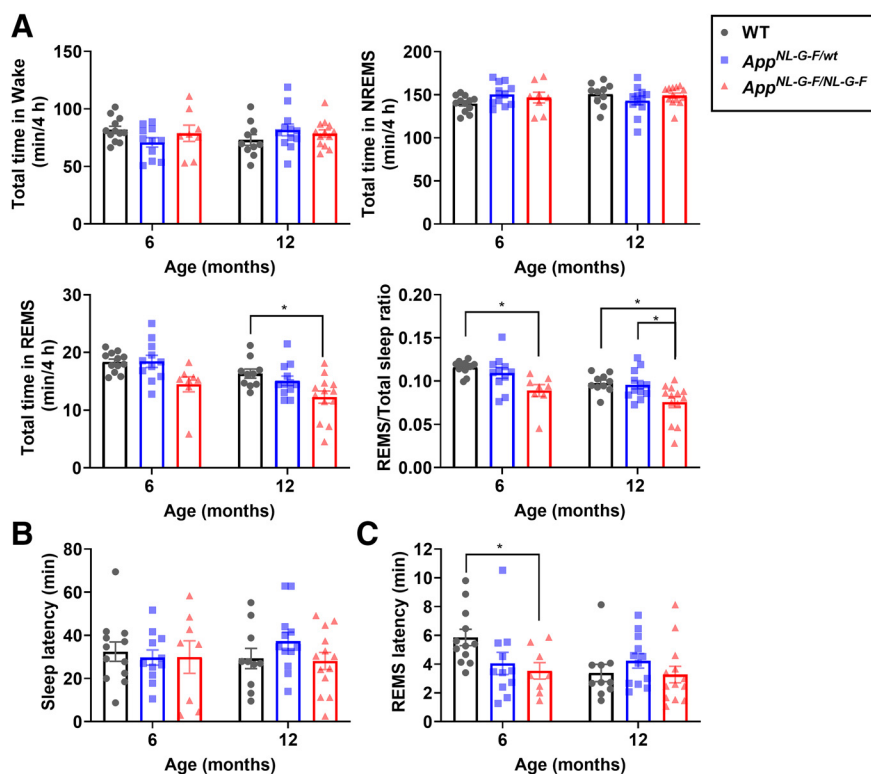 A
WT
App^NL-G-F/wt
App^NL-G-F/NL-G-F
Total time in Wake
(min/4 h)
150
100
50
0
6
12
Age (months)
Total time in NREMS
(min/4 h)
200
150
100
50
0
6
12
Age (months)
Total time in REMS
(min/4 h)
30
20
10
0
*
6
12
Age (months)
REMS/Total sleep ratio
0.20
0.15
0.10
0.05
0.00
*
*
*
6
12
Age (months)
B
Sleep latency (min)
80
60
40
20
0
6
12
Age (months)
C
REMS latency (min)
12
10
8
6
4
2
0
*
6
12
Age (months)